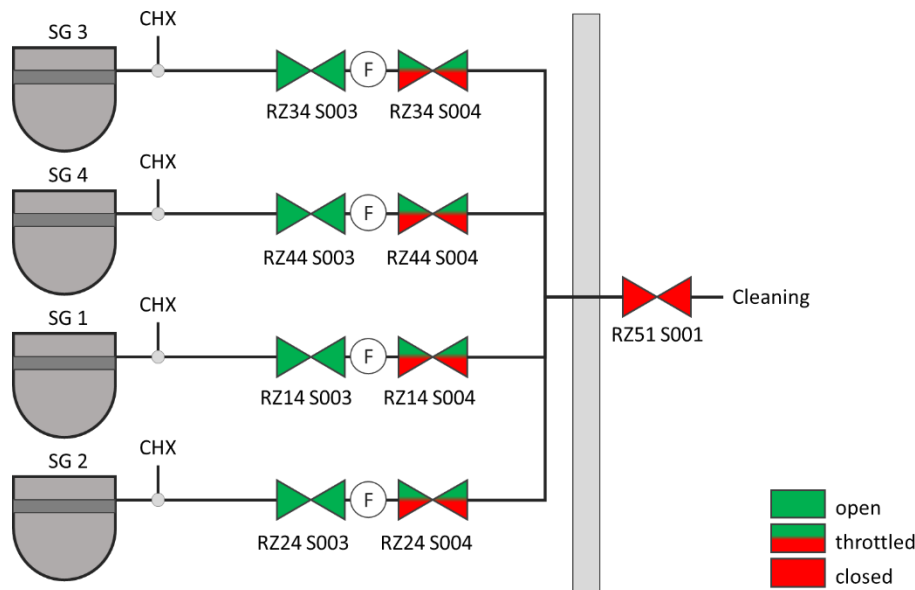 SG 3
CHX
F
RZ34 S003
RZ34 S004
SG 4
CHX
F
RZ44 S003
RZ44 S004
Cleaning
RZ51 S001
SG 1
CHX
F
RZ14 S003
RZ14 S004
SG 2
CHX
F
RZ24 S003
RZ24 S004
open
throttled
closed